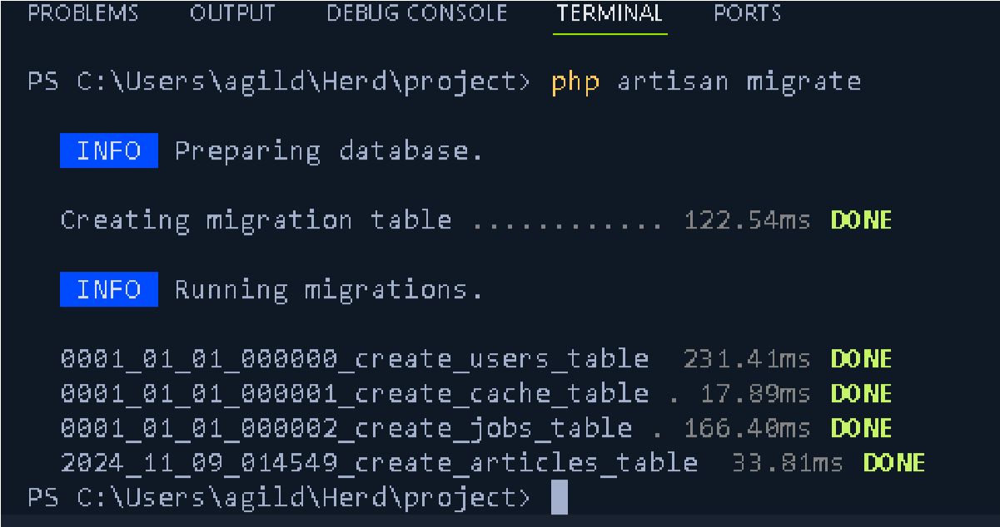 PROBLEMS OUTPUT DEBUG CONSOLE TERMINAL PORTS
PS C:\Users\agild\Herd\project> php artisan migrate
INFO Preparing database.
Creating migration table ............ 122.54ms DONE
INFO Running migrations.
0001_01_01_000000_create_users_table 231.41ms DONE
0001_01_01_000001_create_cache_table . 17.89ms DONE
0001_01_01_000002_create_jobs_table . 166.40ms DONE
2024_11_09_014549_create_articles_table 33.81ms DONE
PS C:\Users\agild\Herd\project>